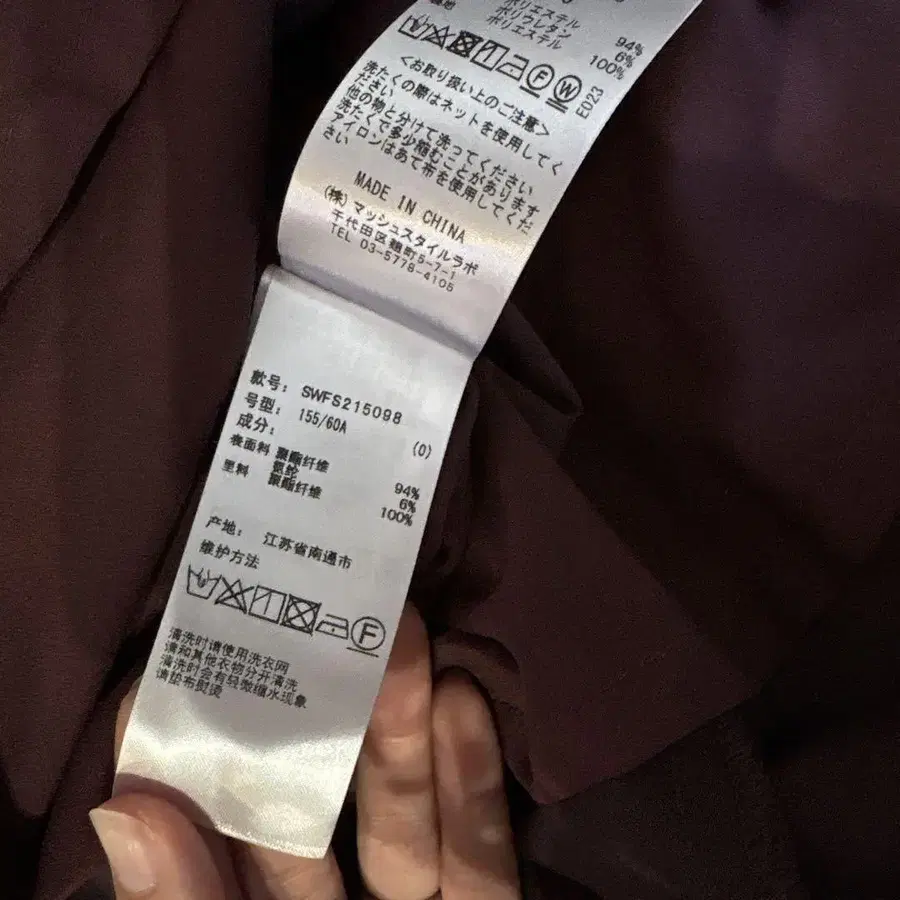 ポリエステル 94%
ポリウレタン 6%
ポリエステル 100%
F W E023
<お取り扱い上のご注意>
洗たくの際はネットを使用してく
ださい
他の物と分けて洗ってください
洗たくで多少縮むことがあります
アイロンはあて布を使用してくだ
さい
MADE IN CHINA
(株)マッシュスタイルラボ
千代田区麹町5-7-1
TEL 03-5778-4105
款号: SWFS215098
号型: 155/60A (0)
成分:
表面料 聚酯纤维 94%
氨纶 6%
里料 聚酯纤维 100%
产地: 江苏省南通市
维护方法
F
清洗时请使用洗衣网
请和其他衣物分开清洗
清洗时会有轻微缩水现象
请垫布熨烫